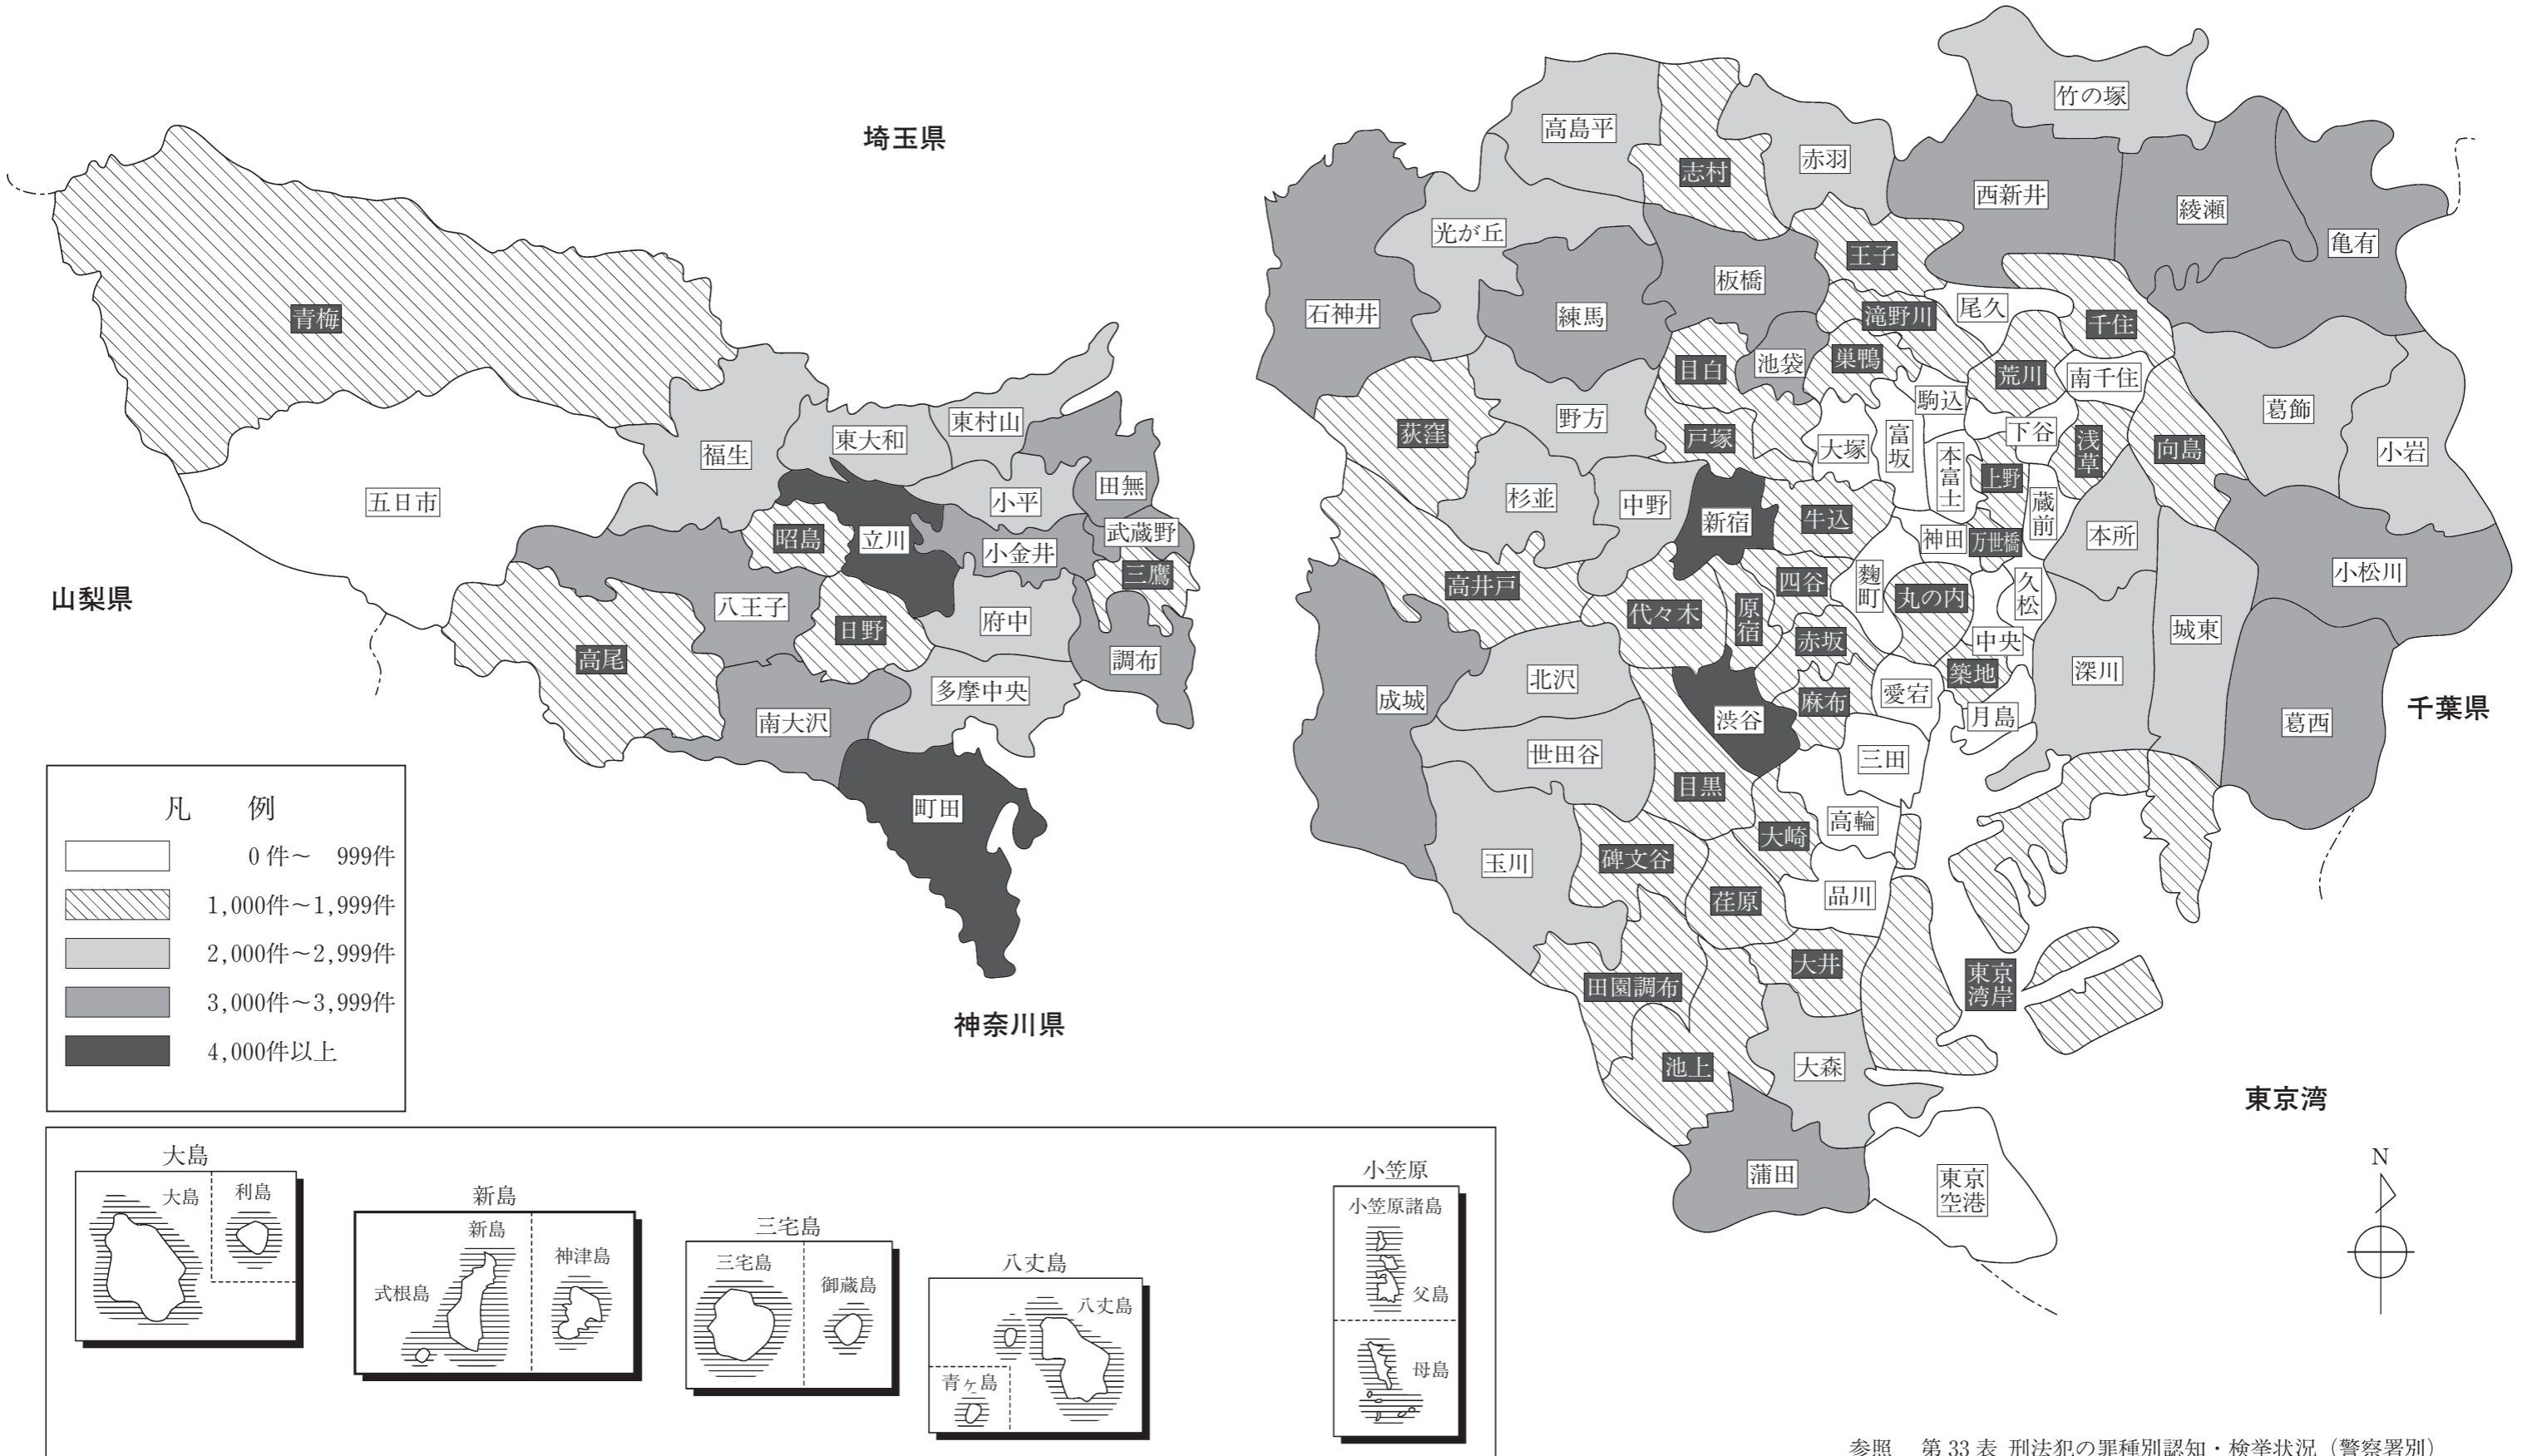 埼玉県
山梨県
神奈川県
千葉県
東京湾
青梅
五日市
福生
東大和
東村山
小平
田無
昭島
立川
小金井
武蔵野
三鷹
八王子
日野
府中
調布
高尾
南大沢
多摩中央
町田
竹の塚
高島平
志村
赤羽
西新井
綾瀬
亀有
光が丘
王子
石神井
練馬
板橋
滝野川
尾久
千住
目白
池袋
巣鴨
荒川
南千住
荻窪
野方
戸塚
大塚
富坂
駒込
下谷
浅草
向島
葛飾
小岩
本富士
上野
蔵前
杉並
中野
新宿
牛込
神田
万世橋
本所
小松川
高井戸
代々木
原宿
四谷
麴町
丸の内
久松
赤坂
中央
城東
成城
北沢
渋谷
麻布
愛宕
築地
月島
深川
葛西
世田谷
目黒
三田
玉川
碑文谷
大崎
高輪
荏原
品川
田園調布
大井
東京
湾岸
池上
大森
蒲田
東京
空港
凡 例
0件～ 999件
1,000件～1,999件
2,000件～2,999件
3,000件～3,999件
4,000件以上
大島
大島
利島
新島
新島
式根島
神津島
三宅島
三宅島
御蔵島
八丈島
八丈島
青ヶ島
小笠原
小笠原諸島
父島
母島
N
参照 第33表 刑法犯の罪種別認知・検挙状況（警察署別）